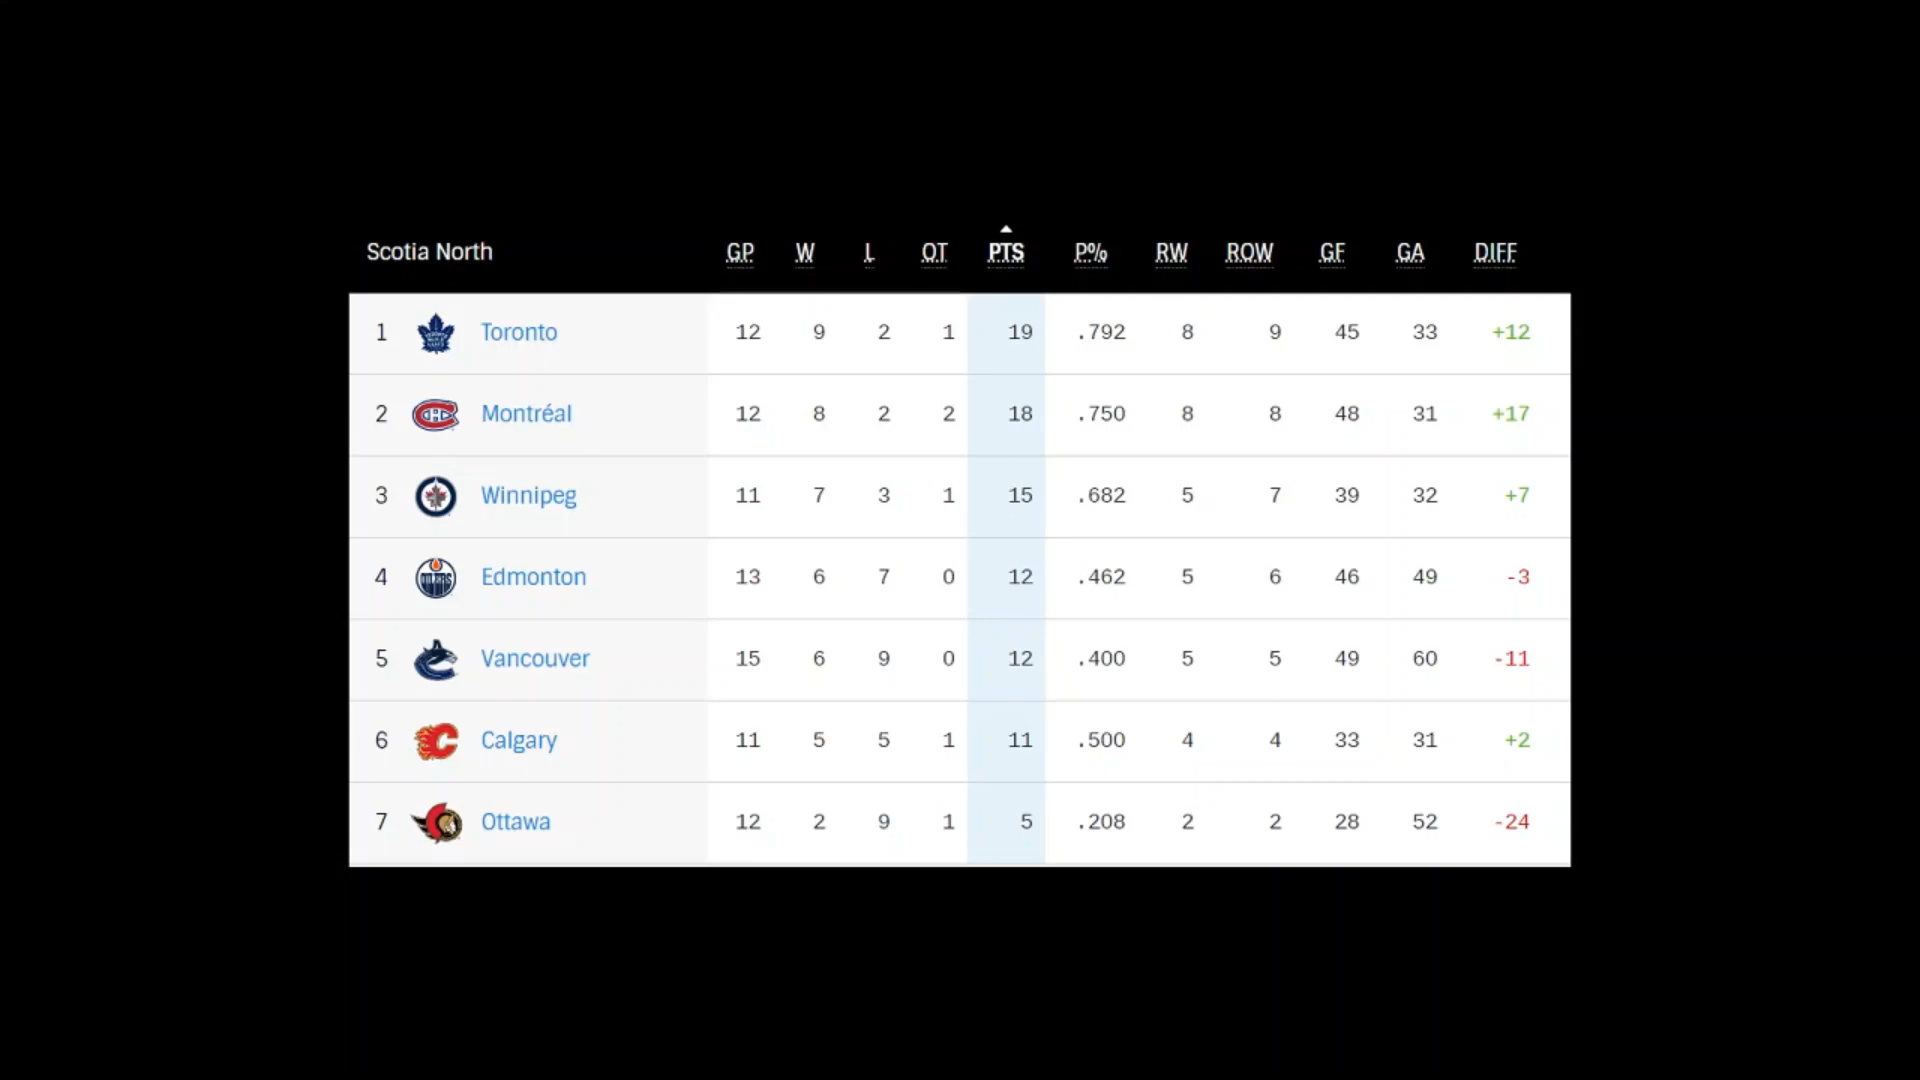 Scotia North GP W L OT PTS P% RW ROW GF GA DIFF
1 Toronto 12 9 2 1 19 .792 8 9 45 33 +12
2 Montréal 12 8 2 2 18 .750 8 8 48 31 +17
3 Winnipeg 11 7 3 1 15 .682 5 7 39 32 +7
4 Edmonton 13 6 7 0 12 .462 5 6 46 49 -3
5 Vancouver 15 6 9 0 12 .400 5 5 49 60 -11
6 Calgary 11 5 5 1 11 .500 4 4 33 31 +2
7 Ottawa 12 2 9 1 5 .208 2 2 28 52 -24